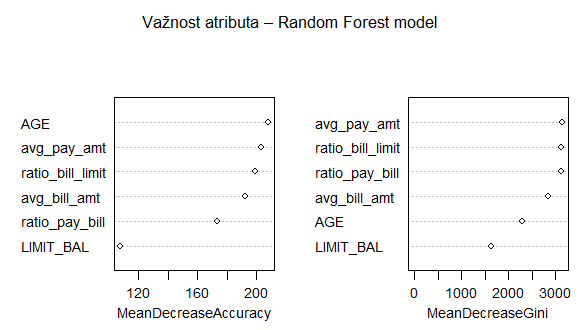 Važnost atributa – Random Forest model
AGE
avg_pay_amt
ratio_bill_limit
avg_bill_amt
ratio_pay_bill
LIMIT_BAL
120 160 200
MeanDecreaseAccuracy
avg_pay_amt
ratio_bill_limit
ratio_pay_bill
avg_bill_amt
AGE
LIMIT_BAL
0 1000 2000 3000
MeanDecreaseGini